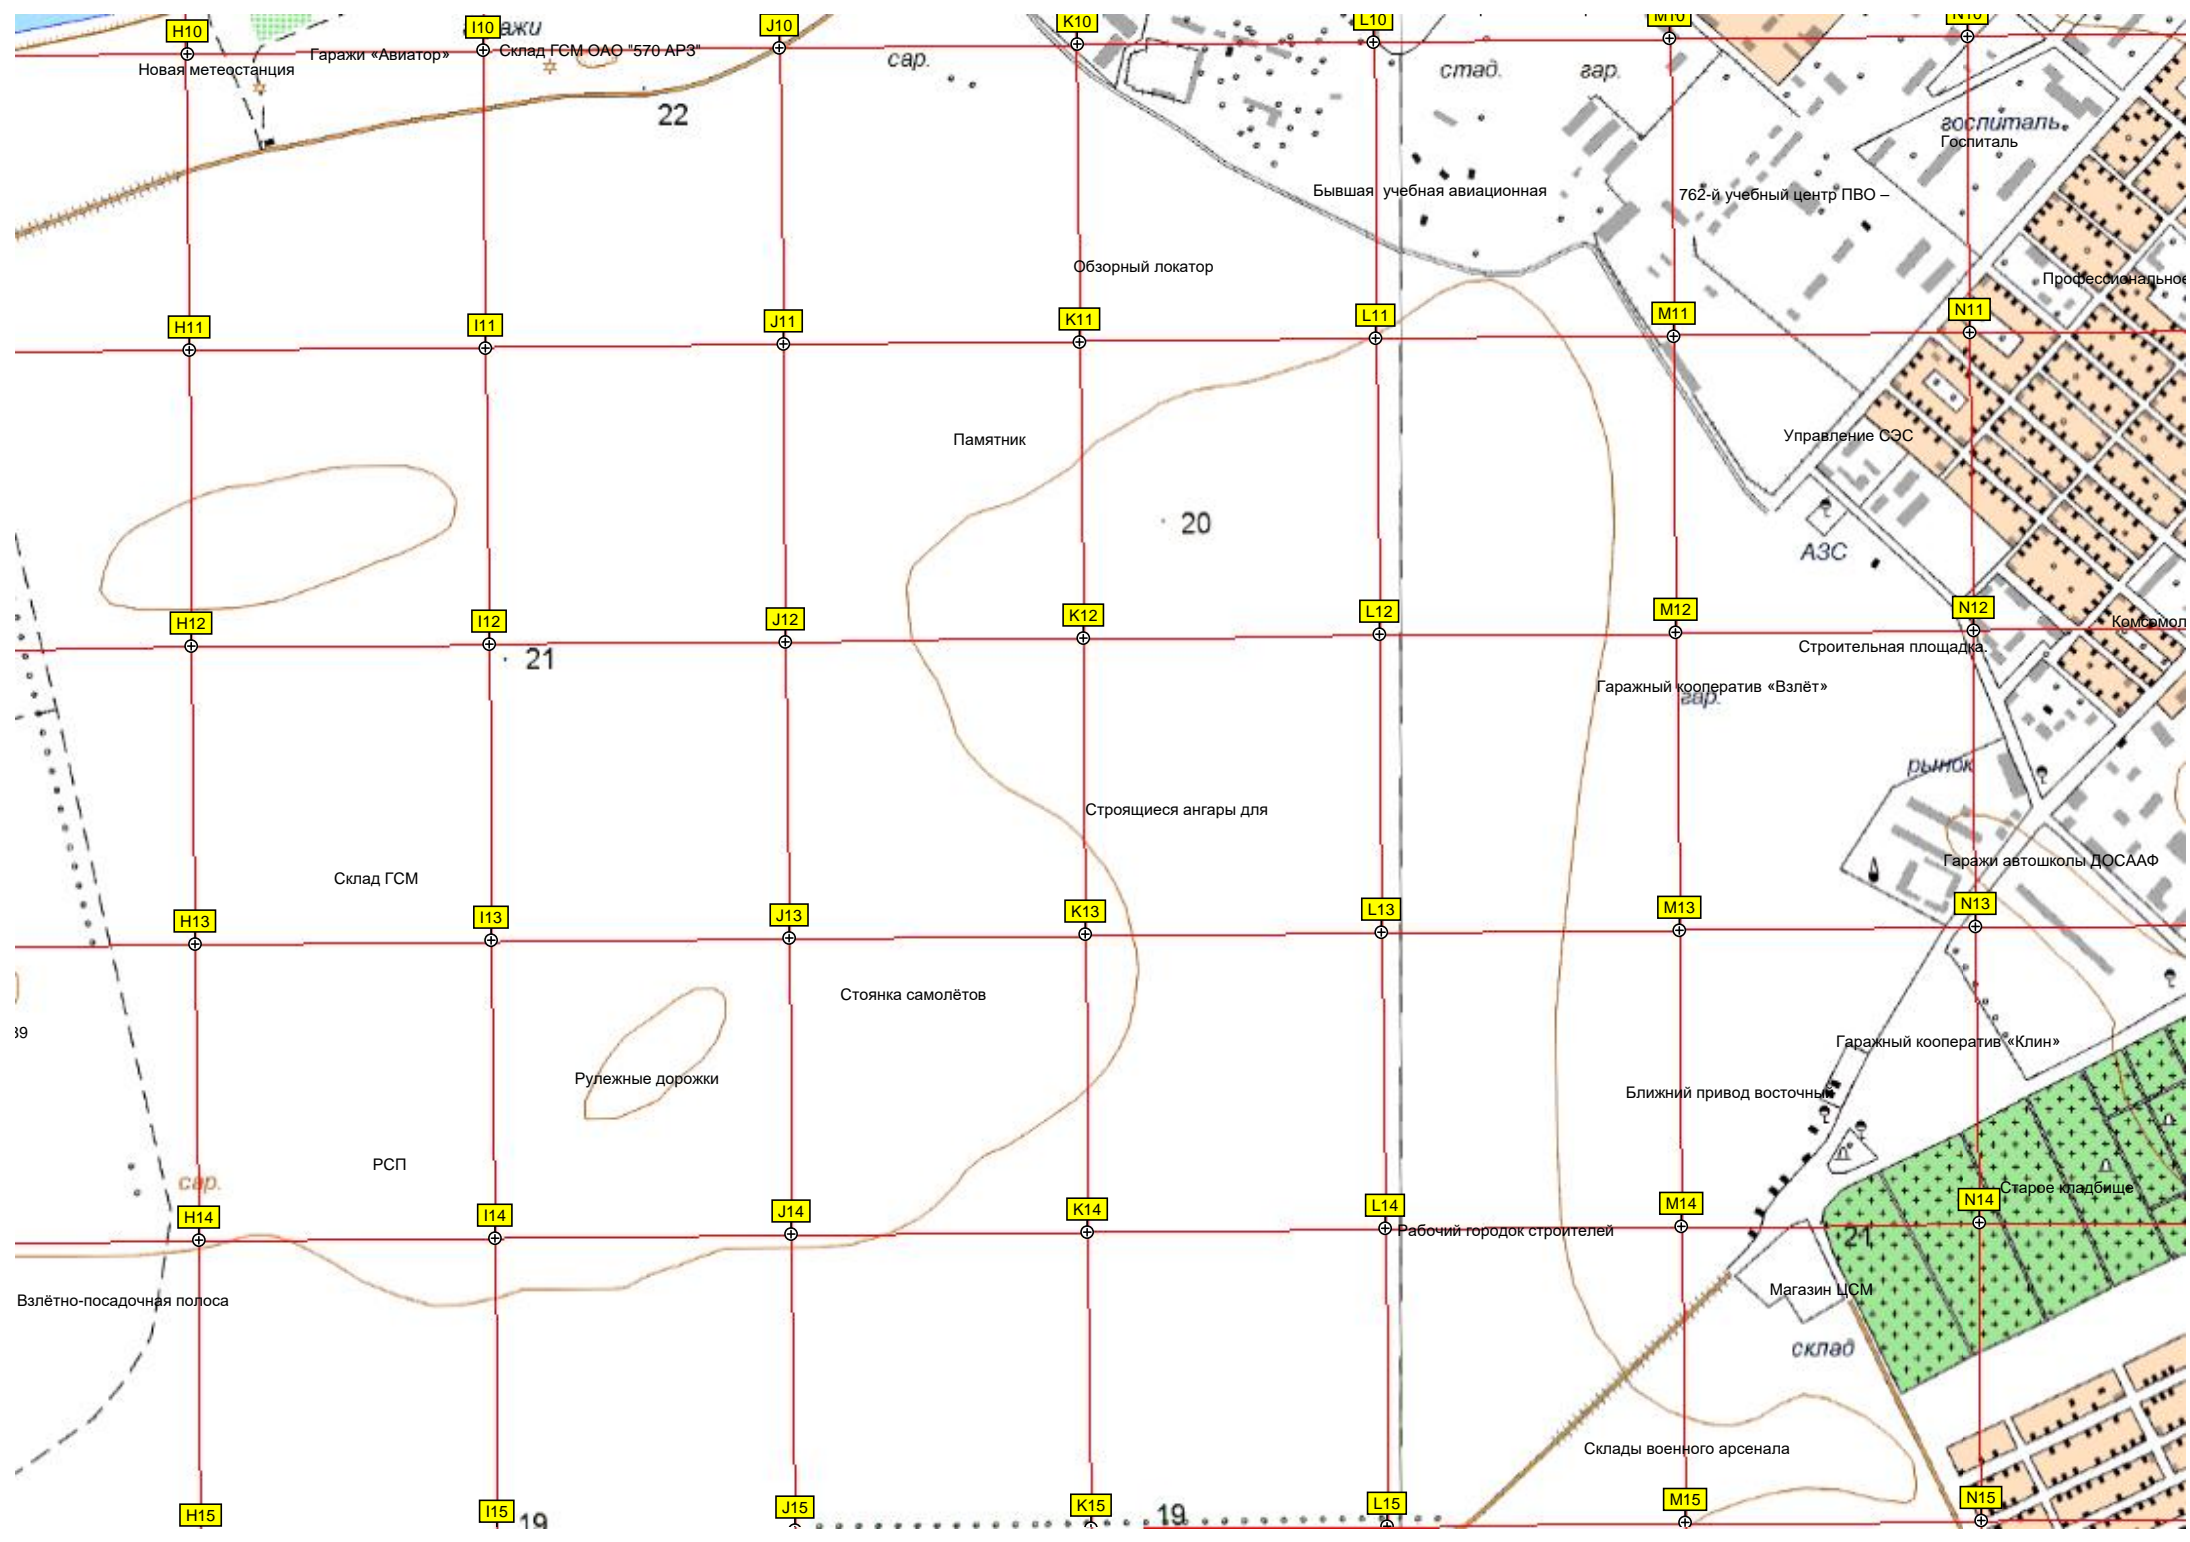 H10
I10
J10
K10
L10
M10
N10
Гаражи «Авиатор»
Склад ГСМ ОАО "570 АРЗ"
Новая метеостанция
сар.
стад.
гар.
22
госпиталь
Госпиталь
Бывшая учебная авиационная
762-й учебный центр ПВО –
Обзорный локатор
Профессиональное
H11
I11
J11
K11
L11
M11
N11
Памятник
Управление СЭС
20
АЗС
H12
I12
J12
K12
L12
M12
N12
21
Строительная площадка.
Гаражный кооператив «Взлёт»
гар.
рынок
Строящиеся ангары для
Гаражи автошколы ДОСААФ
Склад ГСМ
H13
I13
J13
K13
L13
M13
N13
Стоянка самолётов
Гаражный кооператив «Клин»
Рулежные дорожки
Ближний привод восточный
РСП
сар.
Старое кладбище
H14
I14
J14
K14
L14
M14
N14
Рабочий городок строителей
21
Взлётно-посадочная полоса
Магазин ЦСМ
склад
Склады военного арсенала
H15
I15
J15
K15
L15
M15
N15
19
19